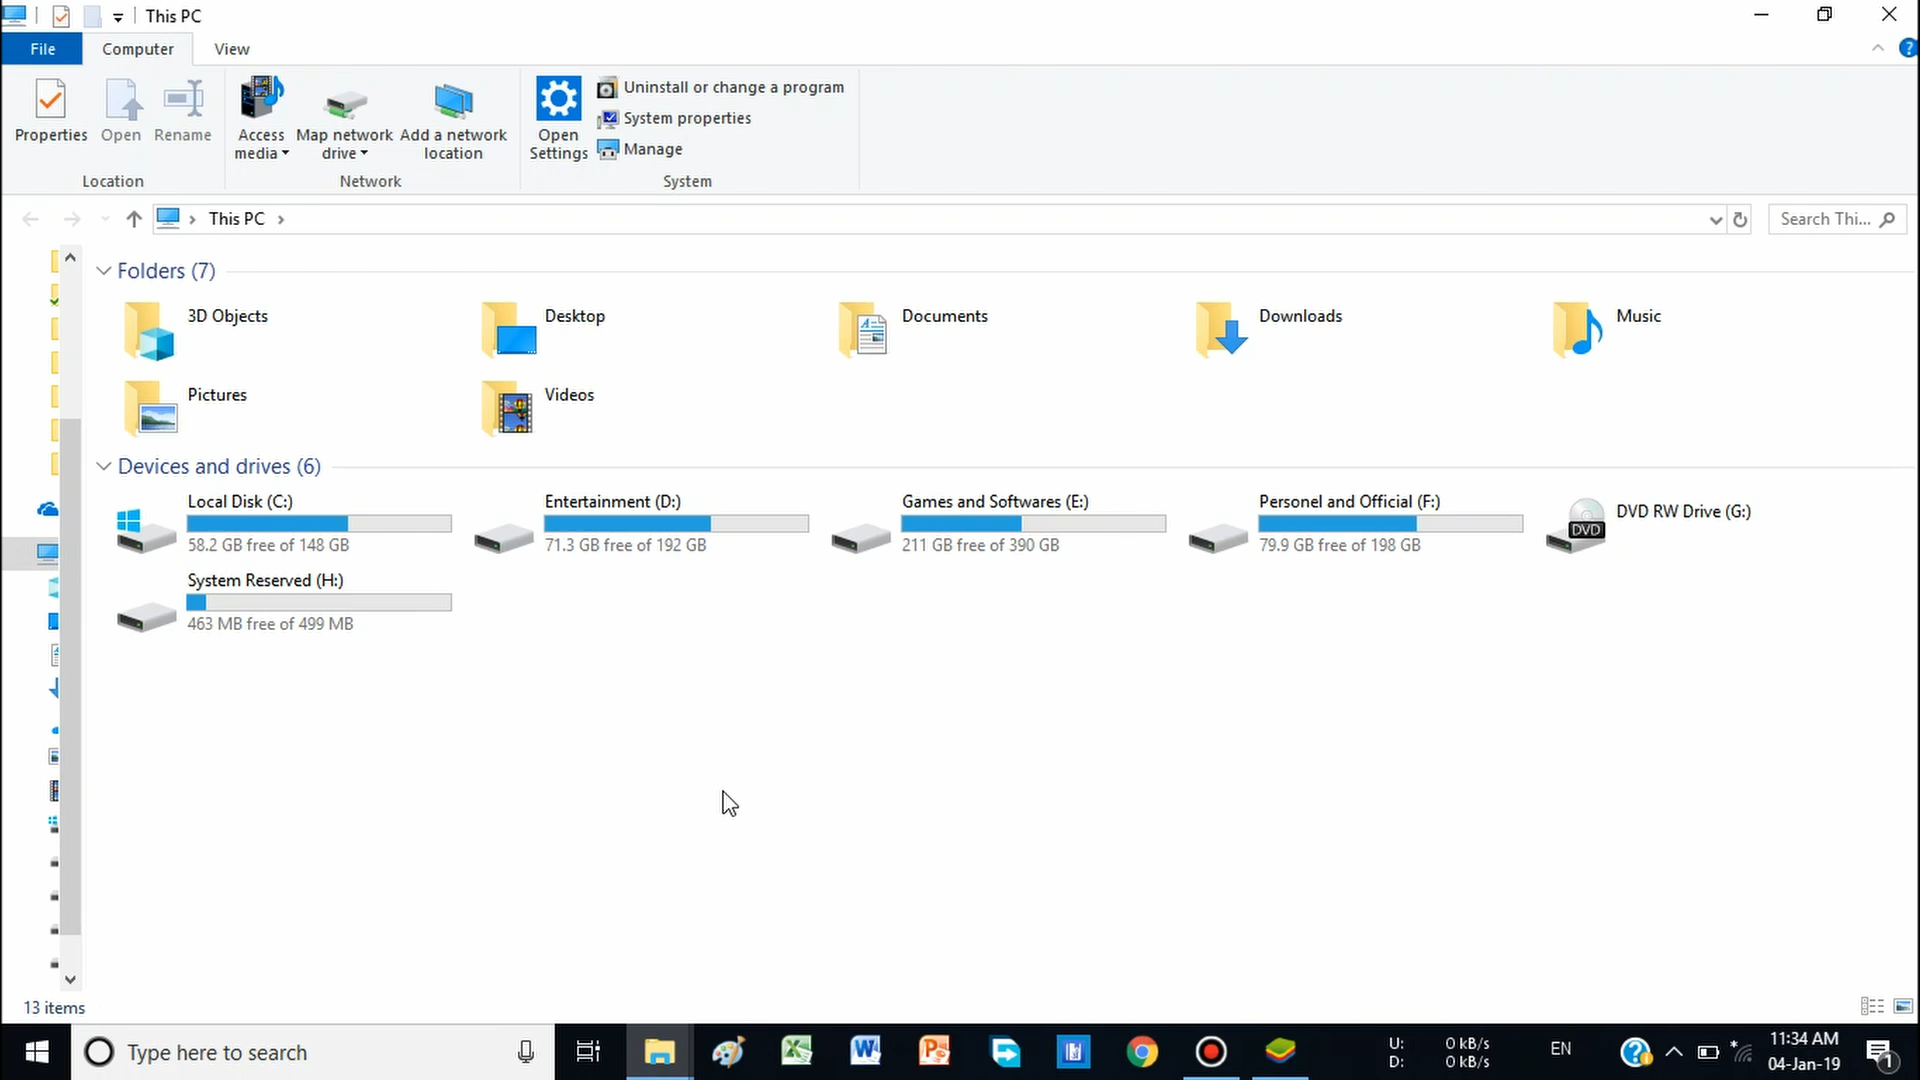 This PC
File Computer View
Properties Open Rename Access media Map network drive Add a network location Open Settings
Uninstall or change a program
System properties
Manage
Location Network System
This PC
Search Thi...
Folders (7)
3D Objects Desktop Documents Downloads Music
Pictures Videos
Devices and drives (6)
Local Disk (C:) Entertainment (D:) Games and Softwares (E:) Personel and Official (F:) DVD RW Drive (G:)
DVD
58.2 GB free of 148 GB 71.3 GB free of 192 GB 211 GB free of 390 GB 79.9 GB free of 198 GB
System Reserved (H:)
463 MB free of 499 MB
13 items
Type here to search
U: 0 kB/s
D: 0 kB/s
EN
11:34 AM
04-Jan-19
1